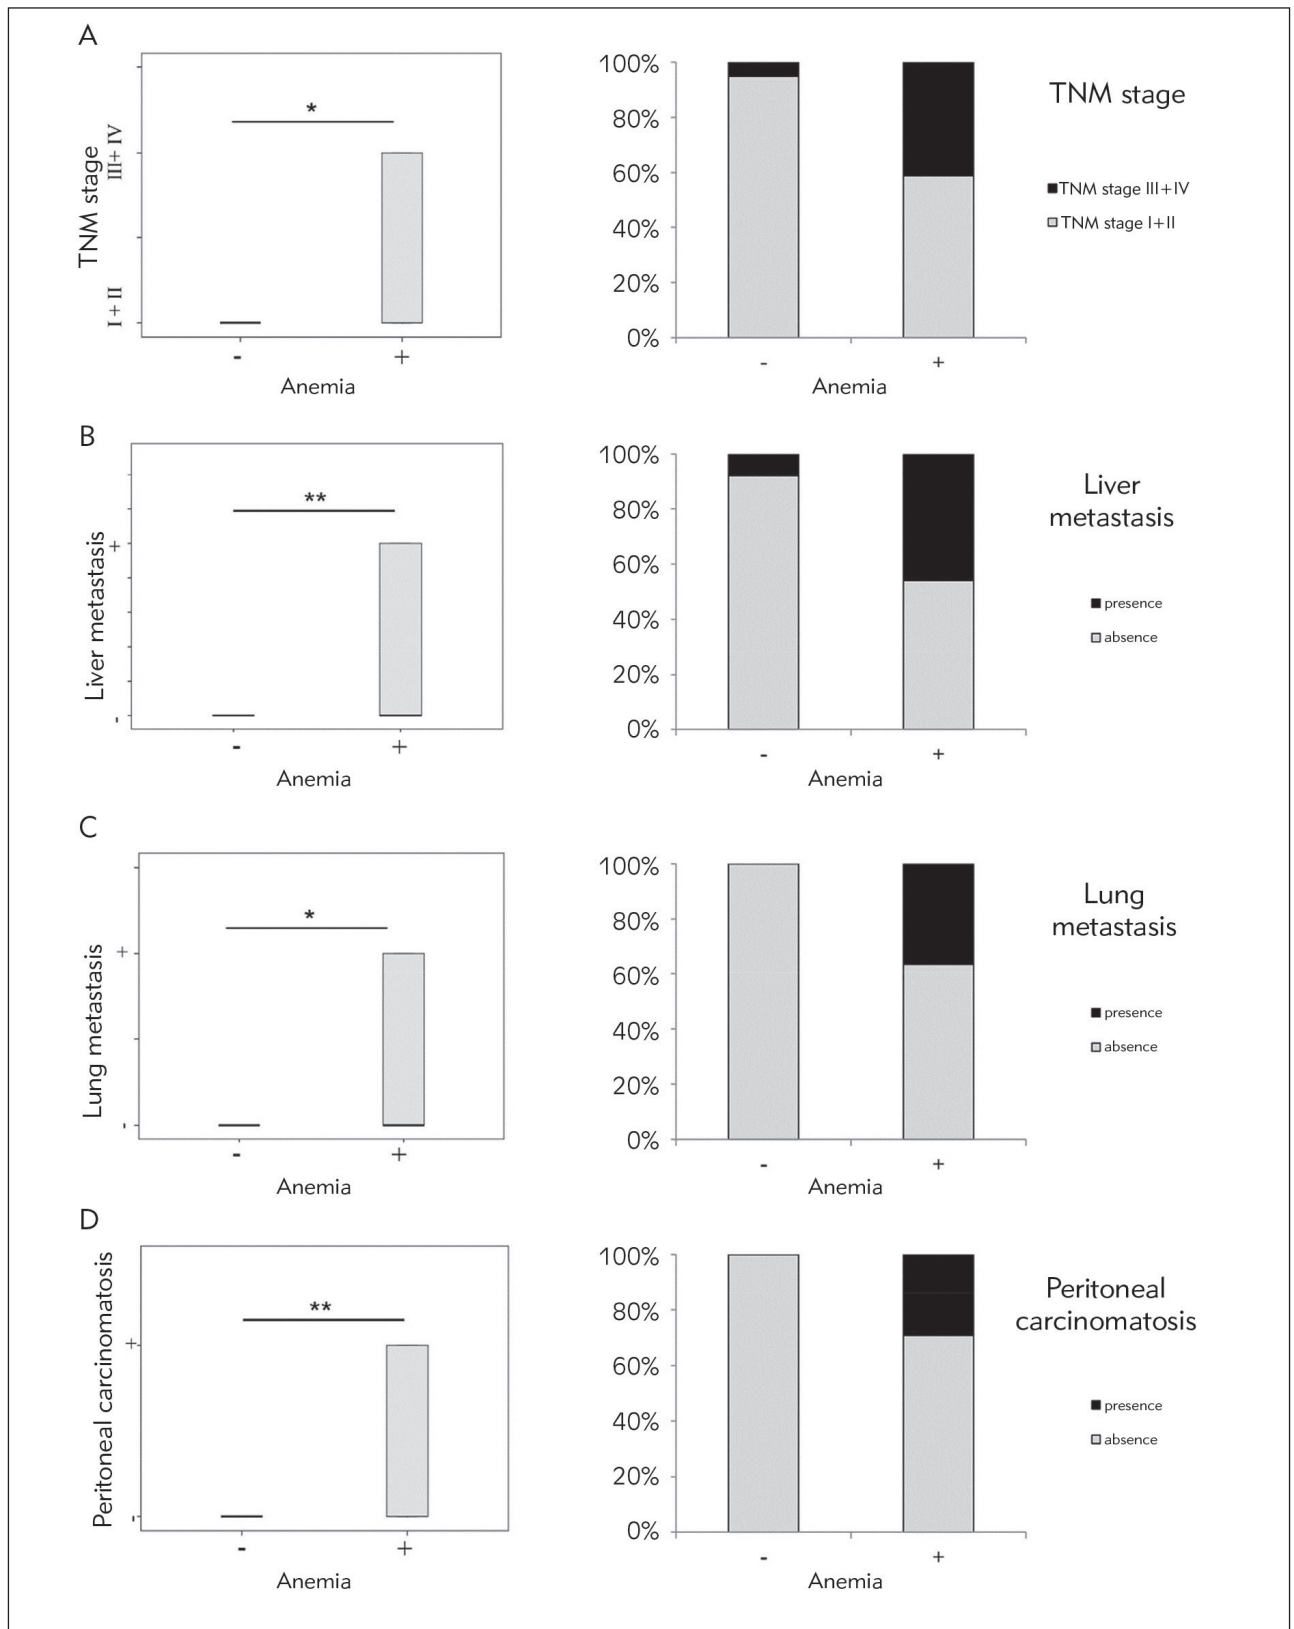 A
TNM stage
III+ IV
I + II
*
-
+
Anemia
100%
80%
60%
40%
20%
0%
-
+
Anemia
TNM stage
TNM stage III+IV
TNM stage I+II
B
Liver metastasis
+
-
**
-
+
Anemia
100%
80%
60%
40%
20%
0%
-
+
Anemia
Liver
metastasis
presence
absence
C
Lung metastasis
+
-
*
-
+
Anemia
100%
80%
60%
40%
20%
0%
-
+
Anemia
Lung
metastasis
presence
absence
D
Peritoneal carcinomatosis
+
-
**
-
+
Anemia
100%
80%
60%
40%
20%
0%
-
+
Anemia
Peritoneal
carcinomatosis
presence
absence